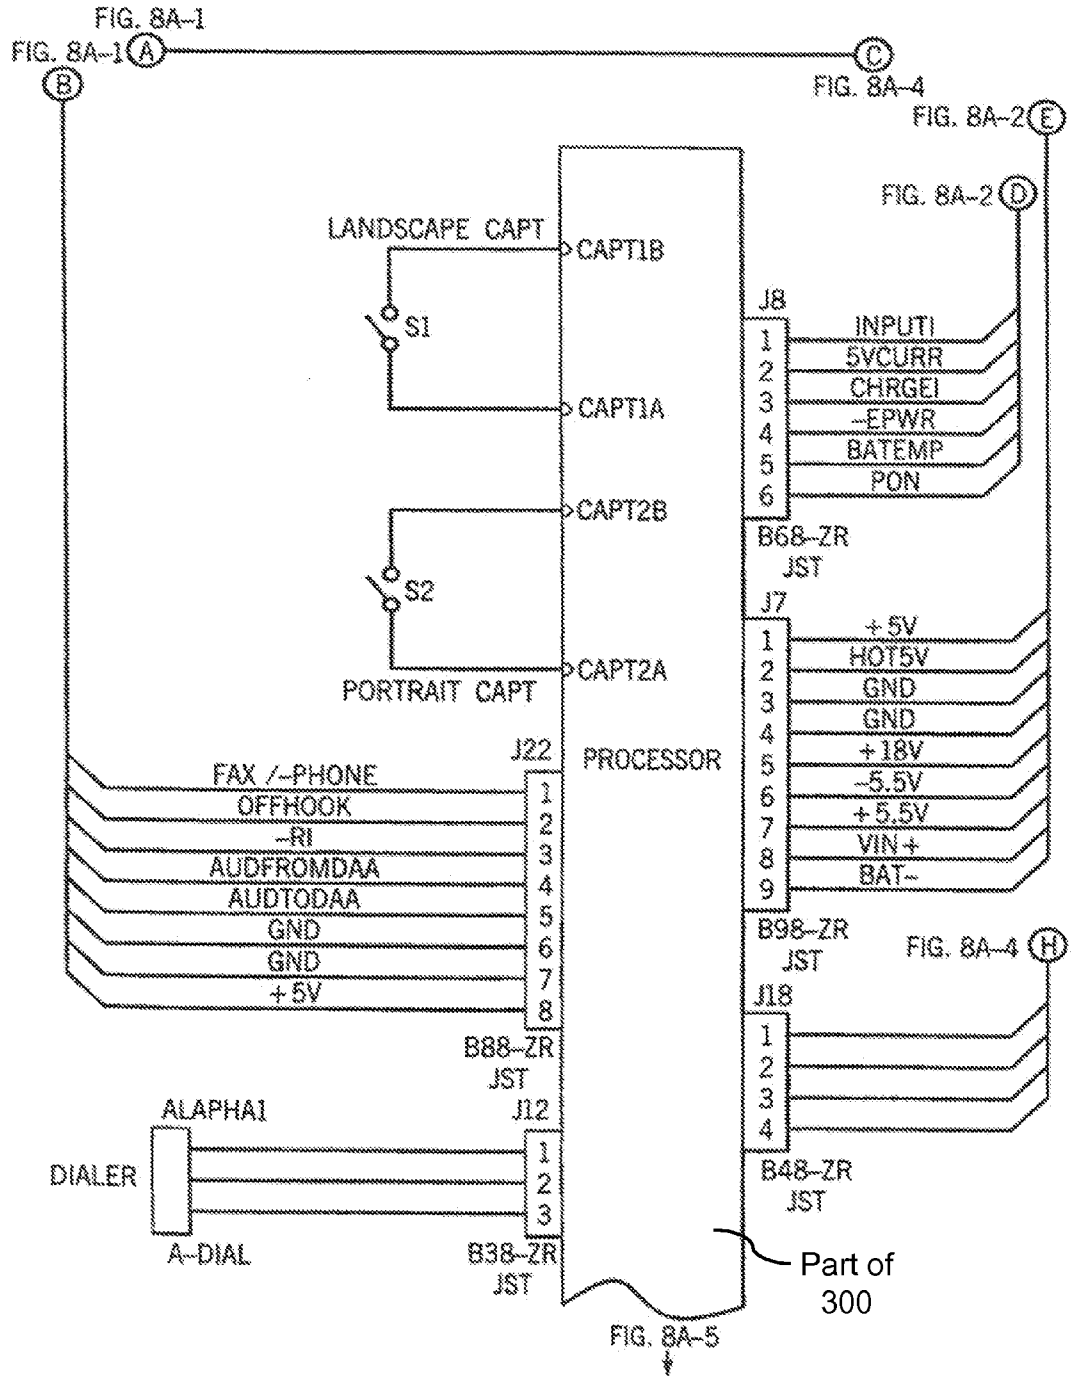 FIG. 8A-1
FIG. 8A-1 A
C
B
FIG. 8A-4
FIG. 8A-2 E
FIG. 8A-2 D
LANDSCAPE CAPT
CAPT1B
S1
CAPT1A
J8
1 INPUTI
2 5VCURR
3 CHRGEI
4 -EPWR
5 BATEMP
6 PON
B68-ZR
JST
CAPT2B
S2
CAPT2A
PORTRAIT CAPT
J7
1 +5V
2 HOT5V
3 GND
4 GND
5 +18V
6 -5.5V
7 +5.5V
8 VIN+
9 BAT-
B98-ZR
JST
PROCESSOR
J22
FAX /-PHONE 1
OFFHOOK 2
-RI 3
AUDFROMDAA 4
AUDTODAA 5
GND 6
GND 7
+5V 8
B88-ZR
JST
FIG. 8A-4 H
J18
1
2
3
4
B48-ZR
JST
ALAPHA1
J12
DIALER
1
2
3
A-DIAL
B38-ZR
JST
Part of
300
FIG. 8A-5